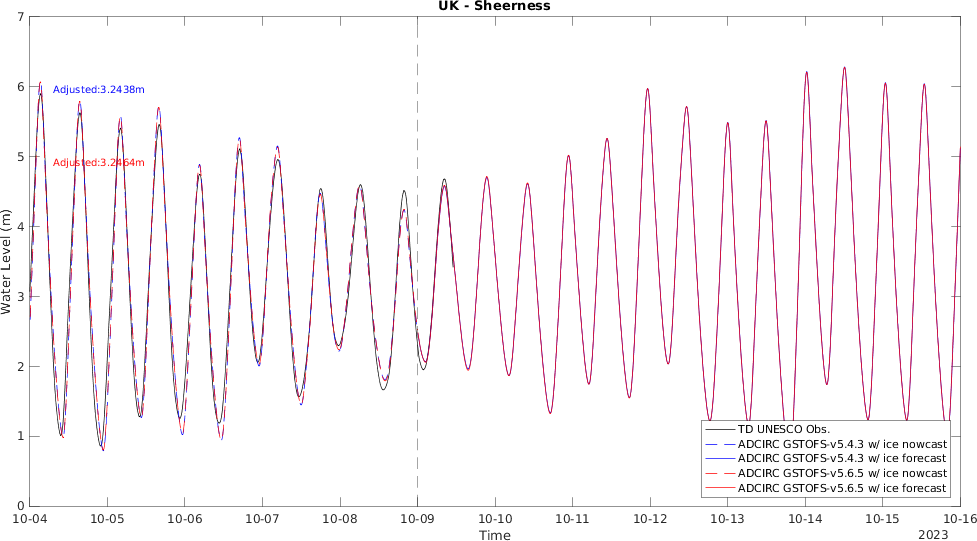 UK - Sheerness
7
6
5
4
3
2
1
0
Water Level (m)
Adjusted:3.2438m
Adjusted:3.2464m
TD UNESCO Obs.
ADCIRC GSTOFS-v5.4.3 w/ ice nowcast
ADCIRC GSTOFS-v5.4.3 w/ ice forecast
ADCIRC GSTOFS-v5.6.5 w/ ice nowcast
ADCIRC GSTOFS-v5.6.5 w/ ice forecast
10-04 10-05 10-06 10-07 10-08 10-09 10-10 10-11 10-12 10-13 10-14 10-15 10-16
Time
2023